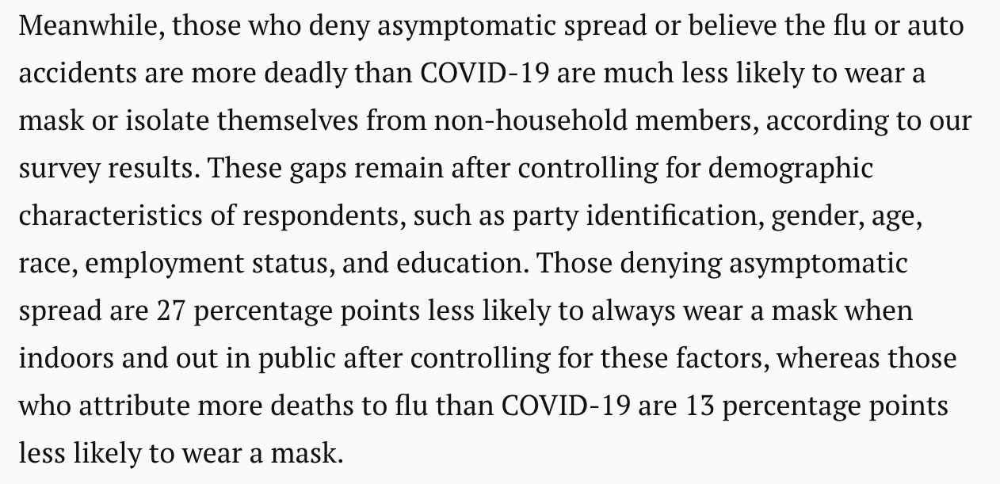 Meanwhile, those who deny asymptomatic spread or believe the flu or auto
accidents are more deadly than COVID-19 are much less likely to wear a
mask or isolate themselves from non-household members, according to our
survey results. These gaps remain after controlling for demographic
characteristics of respondents, such as party identification, gender, age,
race, employment status, and education. Those denying asymptomatic
spread are 27 percentage points less likely to always wear a mask when
indoors and out in public after controlling for these factors, whereas those
who attribute more deaths to flu than COVID-19 are 13 percentage points
less likely to wear a mask.